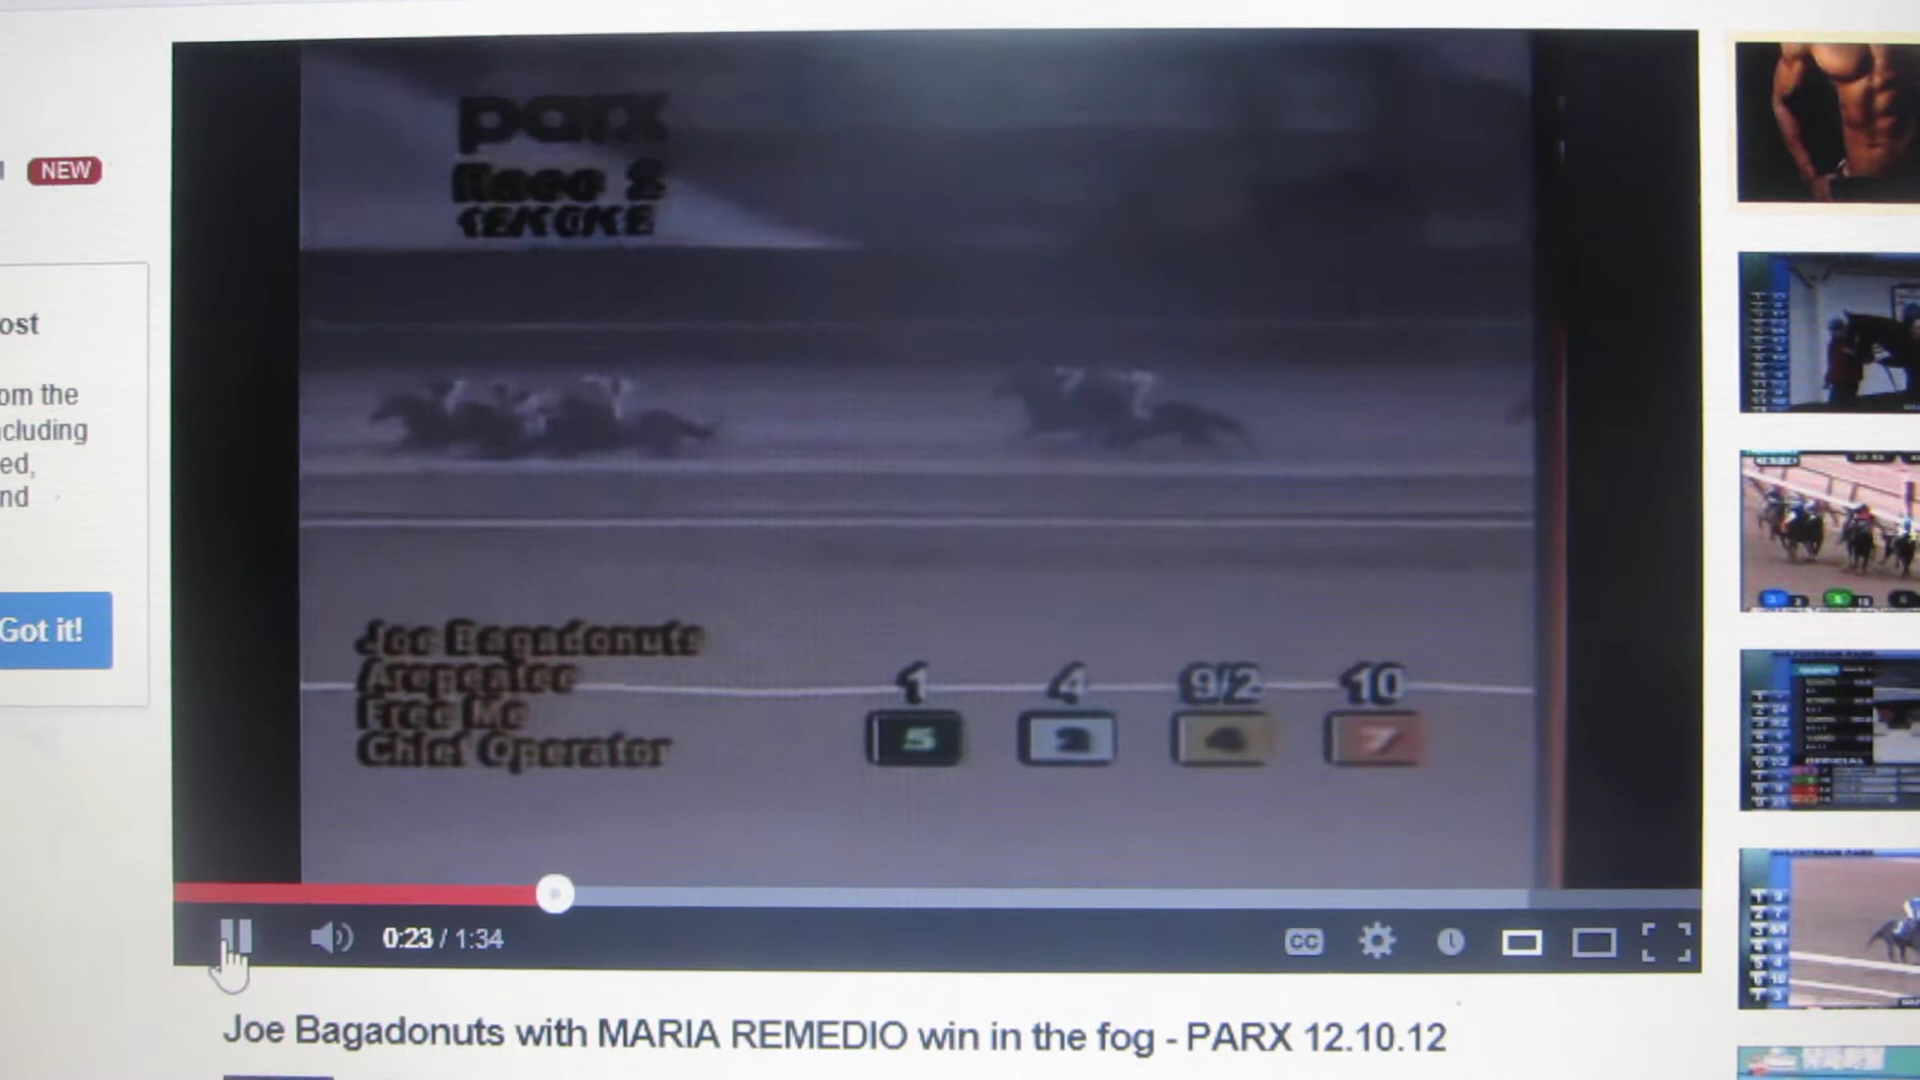 parx
Race 2
NEW
ost
om the
cluding
ed,
nd
Got it!
Joe Bagadonuts
Free Me
Chief Operator
1 4 9/2 10
5 2 4 7
0:23 / 1:34
CC
Joe Bagadonuts with MARIA REMEDIO win in the fog - PARX 12.10.12